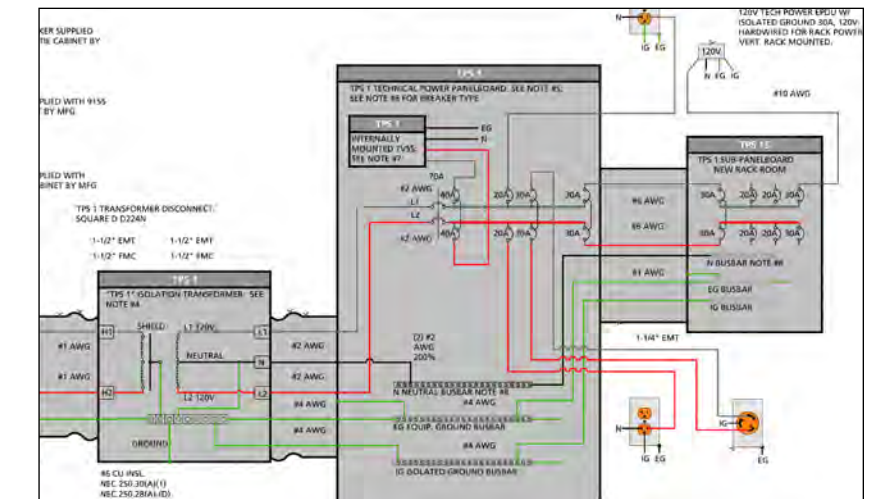 KER SUPPLIED
TIE CABINET BY
PLIED WITH 9155
BY MFG
PLIED WITH
BINET BY MFG
120V TECH POWER EPDU W/
ISOLATED GROUND 30A, 120V
HARDWIRED FOR RACK POWER
VERT. RACK MOUNTED.
N
IG EG
120V
N EG IG
#10 AWG
TPS 1
TPS 1 TECHNICAL POWER PANELBOARD. SEE NOTE #5;
SEE NOTE #8 FOR BREAKER TYPE
TPS 1
INTERNALLY
MOUNTED TVSS;
SEE NOTE #7
EG
N
70A
#2 AWG
L1
L2
#2 AWG
40A
40A
20A
30A
30A
20A
30A
30A
TPS 1S
TPS 1 SUB-PANELBOARD
NEW RACK ROOM
30A
20A
20A
30A
30A
20A
20A
30A
#6 AWG
#6 AWG
#1 AWG
N BUSBAR NOTE #8
EG BUSBAR
IG BUSBAR
1-1/4" EMT
TPS 1 TRANSFORMER DISCONNECT:
SQUARE D D224N
1-1/2" EMT
1-1/2" EMT
1-1/2" FMC
1-1/2" FMC
TPS 1
"TPS 1" ISOLATION TRANSFORMER- SEE
NOTE #4
H1
SHIELD
L1 120V
L1
#1 AWG
NEUTRAL
#2 AWG
N
#1 AWG
#2 AWG
H2
L2 120V
L2
#4 AWG
GROUND
#4 AWG
#6 CU INSL.
NEC 250.30(A)(1)
NEC 250.28(A)-(D)
(2) #2
AWG
200%
N NEUTRAL BUSBAR NOTE #8
#4 AWG
EG EQUIP. GROUND BUSBAR
#4 AWG
IG ISOLATED GROUND BUSBAR
N
IG EG
IG
EG